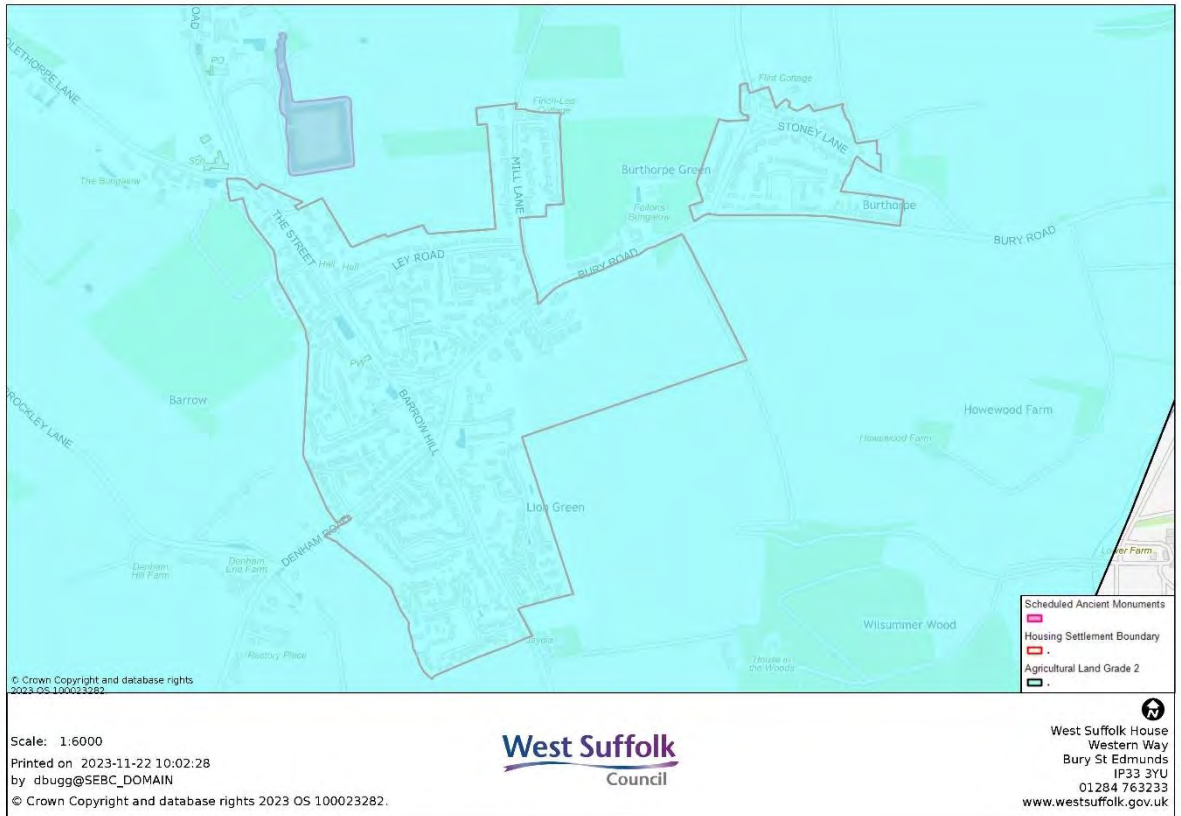 ROAD
PO
OLETHORPE LANE
Flint Cottage
Finch-Lea
Cottage
STONEY LANE
Sch
MILL LANE
Burthorpe Green
The Bungalow
Burthorpe
Bungalow
THE STREET
BURY ROAD
LEY ROAD
Hall
Hall
BURY ROAD
PW
Barrow
BARROW HILL
Howewood Farm
Howewood Farm
ROCKLEY LANE
Lion Green
DENHAM ROAD
Lower Farm
Denham
Hill Farm
Denham
End Farm
Wilsummer Wood
Rectory Place
House in
the Woods
Scheduled Ancient Monuments
Housing Settlement Boundary
.
Agricultural Land Grade 2
.
© Crown Copyright and database rights
2023 OS 100023282.
N
Scale: 1:6000
Printed on 2023-11-22 10:02:28
by dbugg@SEBC_DOMAIN
© Crown Copyright and database rights 2023 OS 100023282.
West Suffolk
Council
West Suffolk House
Western Way
Bury St Edmunds
IP33 3YU
01284 763233
www.westsuffolk.gov.uk